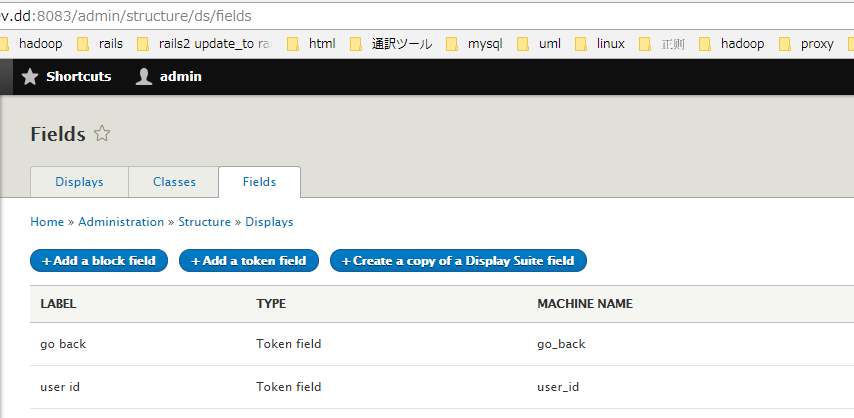 ev.dd:8083/admin/structure/ds/fields
hadoop rails rails2 update_to ra html 通訳ツール mysql uml linux 正则 hadoop proxy
Shortcuts admin
Fields
Displays Classes Fields
Home » Administration » Structure » Displays
+ Add a block field + Add a token field + Create a copy of a Display Suite field
LABEL TYPE MACHINE NAME
go back Token field go_back
user id Token field user_id